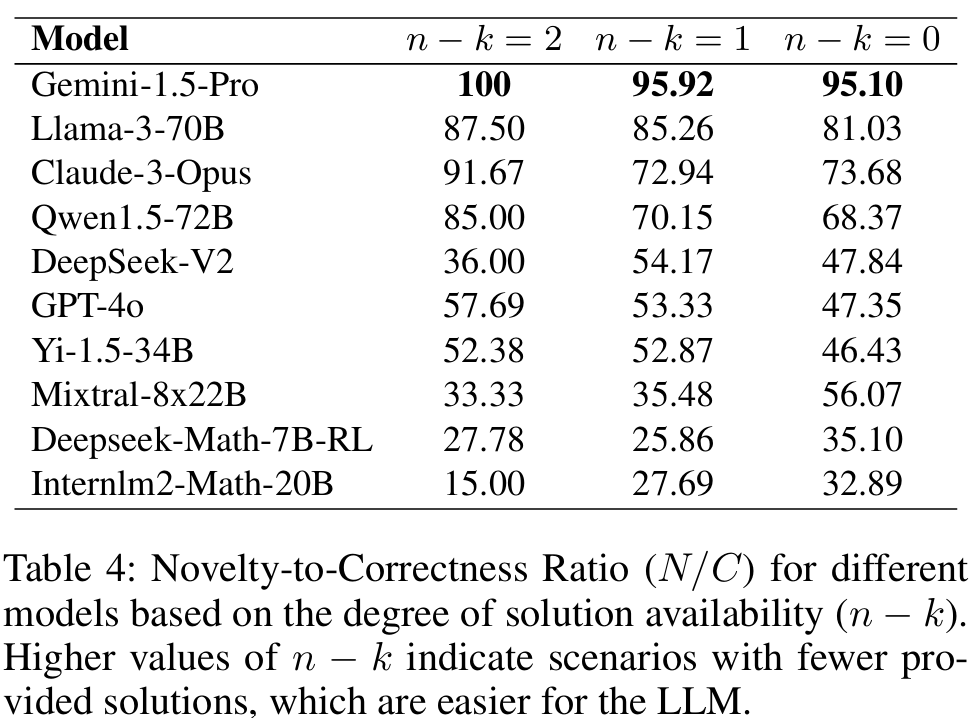 Model n − k = 2 n − k = 1 n − k = 0
Gemini-1.5-Pro 100 95.92 95.10
Llama-3-70B 87.50 85.26 81.03
Claude-3-Opus 91.67 72.94 73.68
Qwen1.5-72B 85.00 70.15 68.37
DeepSeek-V2 36.00 54.17 47.84
GPT-4o 57.69 53.33 47.35
Yi-1.5-34B 52.38 52.87 46.43
Mixtral-8x22B 33.33 35.48 56.07
Deepseek-Math-7B-RL 27.78 25.86 35.10
Internlm2-Math-20B 15.00 27.69 32.89
Table 4: Novelty-to-Correctness Ratio (N/C) for different
models based on the degree of solution availability (n − k).
Higher values of n − k indicate scenarios with fewer pro-
vided solutions, which are easier for the LLM.